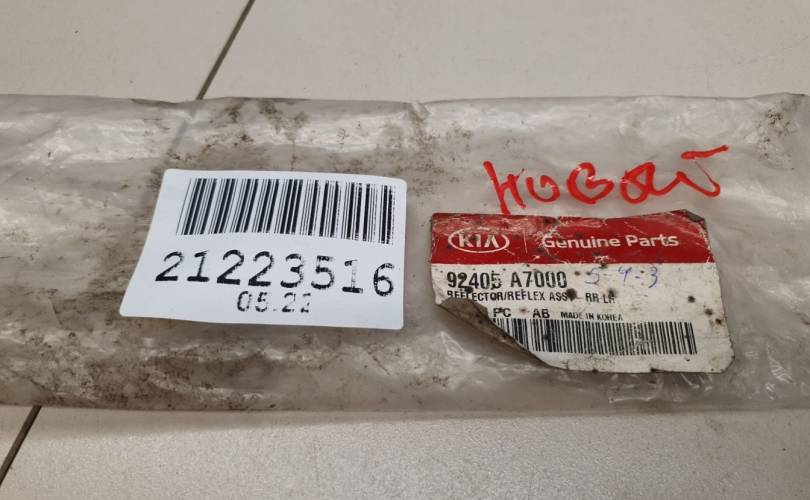 новый
KIA Genuine Parts
92405 A7000 5-4-3
REFLECTOR/REFLEX ASSY RR-LH
PC AB MADE IN KOREA
21223516
05.22